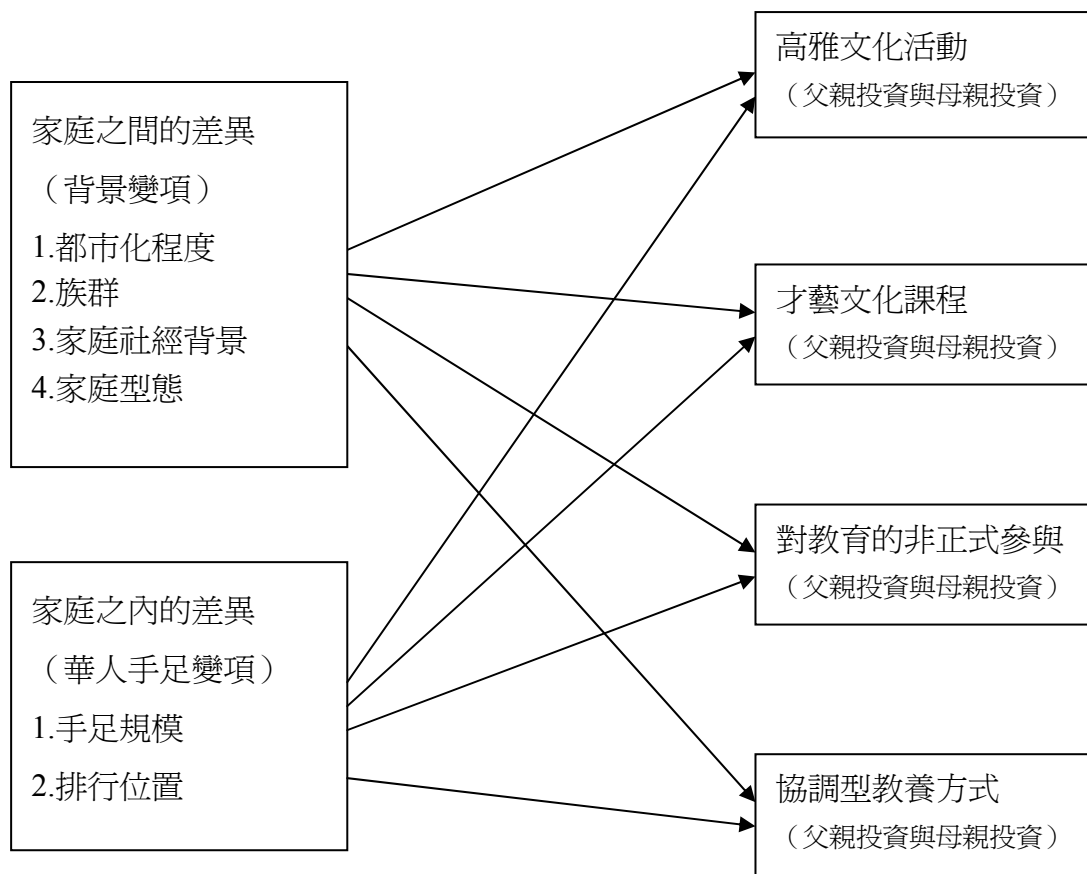 家庭之間的差異
（背景變項）
1.都市化程度
2.族群
3.家庭社經背景
4.家庭型態
家庭之內的差異
（華人手足變項）
1.手足規模
2.排行位置
高雅文化活動
（父親投資與母親投資）
才藝文化課程
（父親投資與母親投資）
對教育的非正式參與
（父親投資與母親投資）
協調型教養方式
（父親投資與母親投資）